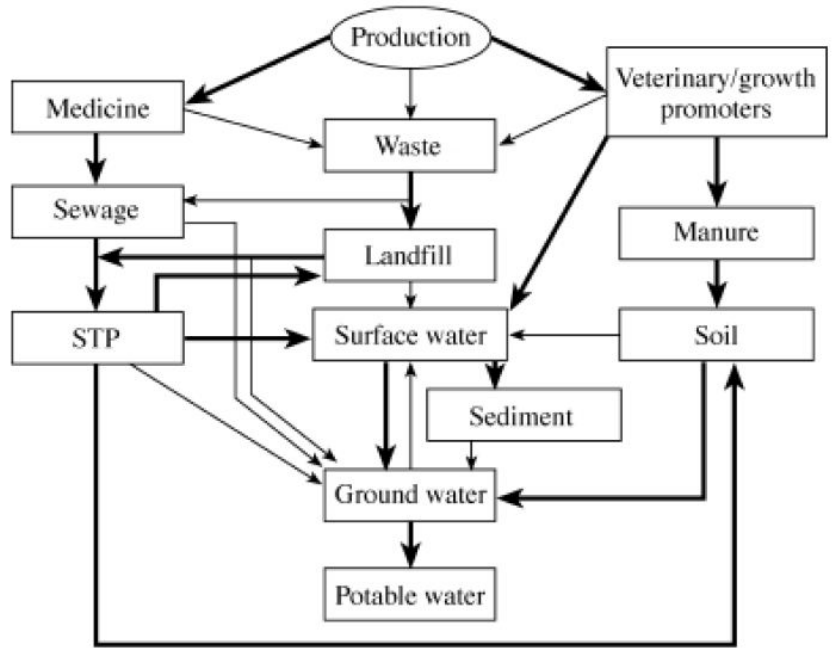 Production
Medicine
Veterinary/growth
promoters
Waste
Sewage
Manure
Landfill
STP
Surface water
Soil
Sediment
Ground water
Potable water